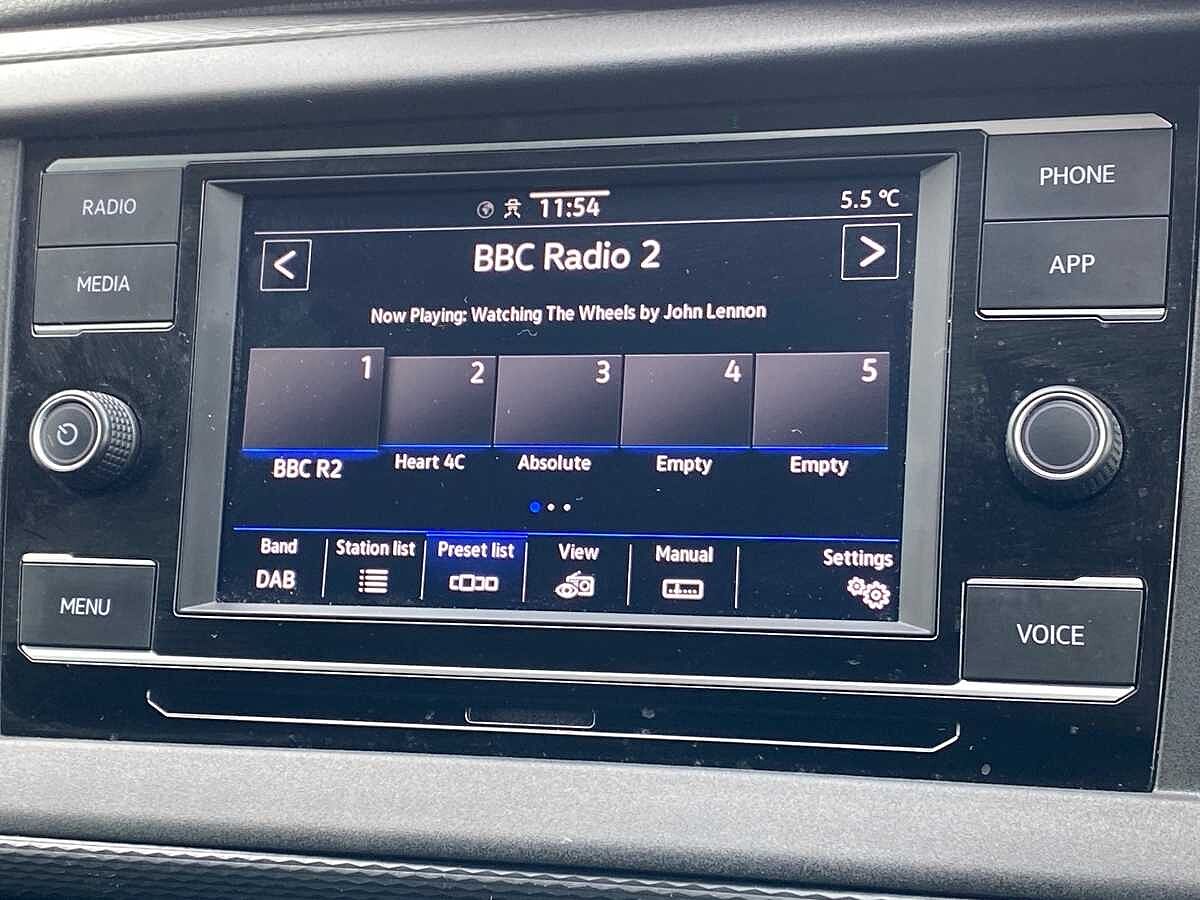 RADIO
MEDIA
MENU
11:54
5.5 °C
<
BBC Radio 2
>
Now Playing: Watching The Wheels by John Lennon
1
2
3
4
5
BBC R2
Heart 4C
Absolute
Empty
Empty
Band
DAB
Station list
Preset list
View
Manual
Settings
PHONE
APP
VOICE